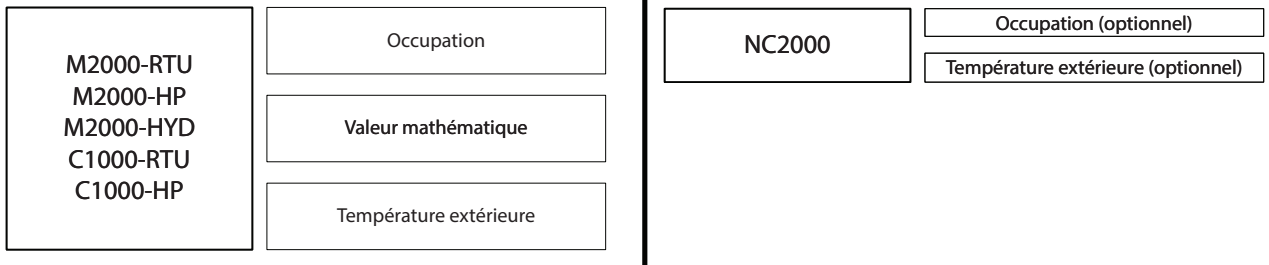 M2000-RTU
M2000-HP
M2000-HYD
C1000-RTU
C1000-HP
Occupation
Valeur mathématique
Température extérieure
NC2000
Occupation (optionnel)
Température extérieure (optionnel)